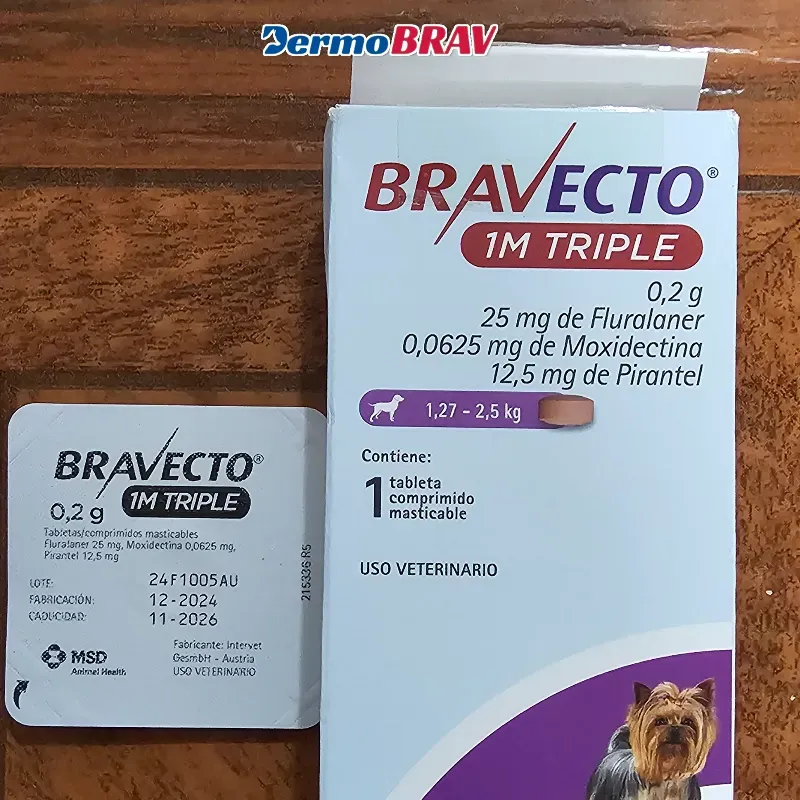 DermoBRAV
BRAVECTO®
1M TRIPLE
0,2 g
25 mg de Fluralaner
0,0625 mg de Moxidectina
12,5 mg de Pirantel
1,27 - 2,5 kg
Contiene:
1 tableta
comprimido
masticable
USO VETERINARIO
BRAVECTO®
1M TRIPLE
0,2 g
Tabletas/comprimidos masticables
Fluralaner 25 mg, Moxidectina 0,0625 mg,
Pirantel 12,5 mg
LOTE: 24F1005AU
FABRICACIÓN: 12-2024
CADUCIDAD: 11-2026
MSD
Animal Health
Fabricante: Intervet
GesmbH - Austria
USO VETERINARIO
215336 R5